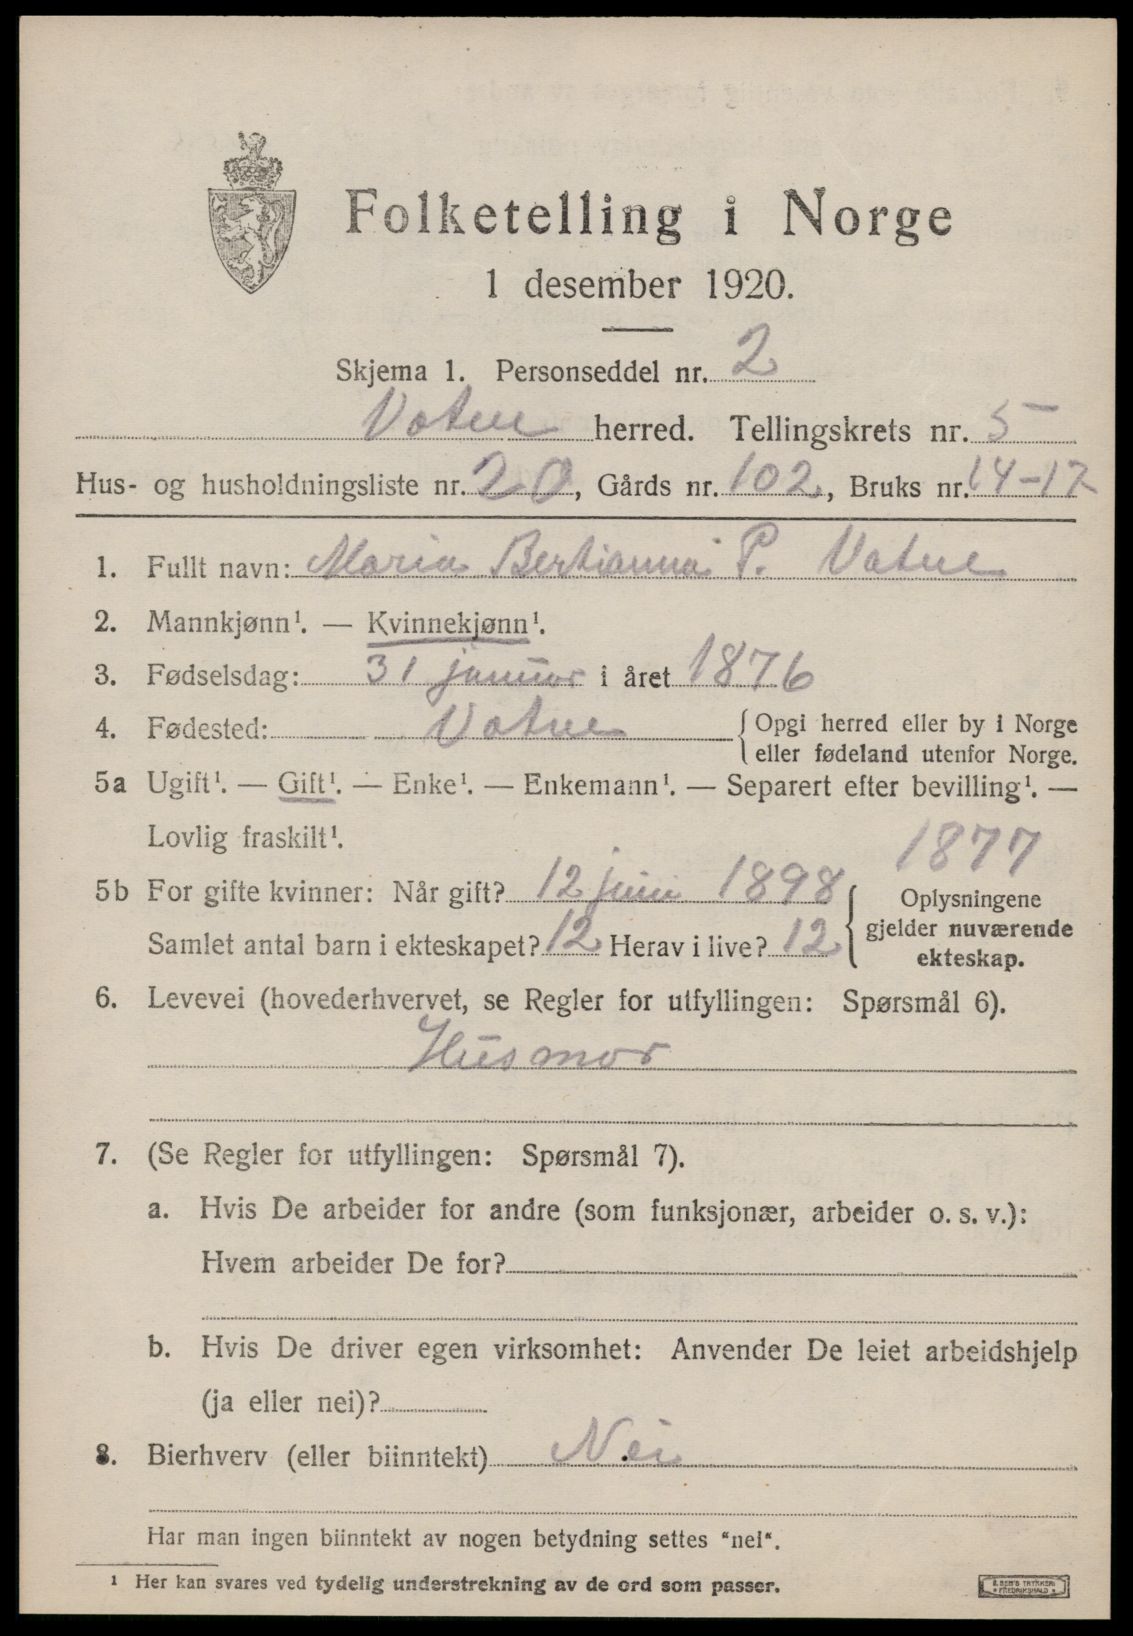 Folketelling i Norge
1 desember 1920.
Skjema 1. Personseddel nr. 2
Vatne herred. Tellingskrets nr. 5
Hus- og husholdningsliste nr. 20, Gårds nr. 102, Bruks nr. 14-17
1. Fullt navn: Maria Bertianna P. Vatne
2. Mannkjønn¹. — Kvinnekjønn¹.
3. Fødselsdag: 31 januar i året 1876
4. Fødested: Vatne { Opgi herred eller by i Norge
eller fødeland utenfor Norge.
5a Ugift¹. — Gift¹. — Enke¹. — Enkemann¹. — Separert efter bevilling¹. —
Lovlig fraskilt¹.
1877
5b For gifte kvinner: Når gift? 12 juni 1898
Samlet antal barn i ekteskapet? 12 Herav i live? 12
Oplysningene
gjelder nuværende
ekteskap.
6. Levevei (hovederhvervet, se Regler for utfyllingen: Spørsmål 6).
Husmor
7. (Se Regler for utfyllingen: Spørsmål 7).
a. Hvis De arbeider for andre (som funksjonær, arbeider o. s. v.):
Hvem arbeider De for?
b. Hvis De driver egen virksomhet: Anvender De leiet arbeidshjelp
(ja eller nei)?
8. Bierhverv (eller biinntekt) Nei
Har man ingen biinntekt av nogen betydning settes "nei".
¹ Her kan svares ved tydelig understrekning av de ord som passer.
TRYKKERI
FREDRIKSHALD